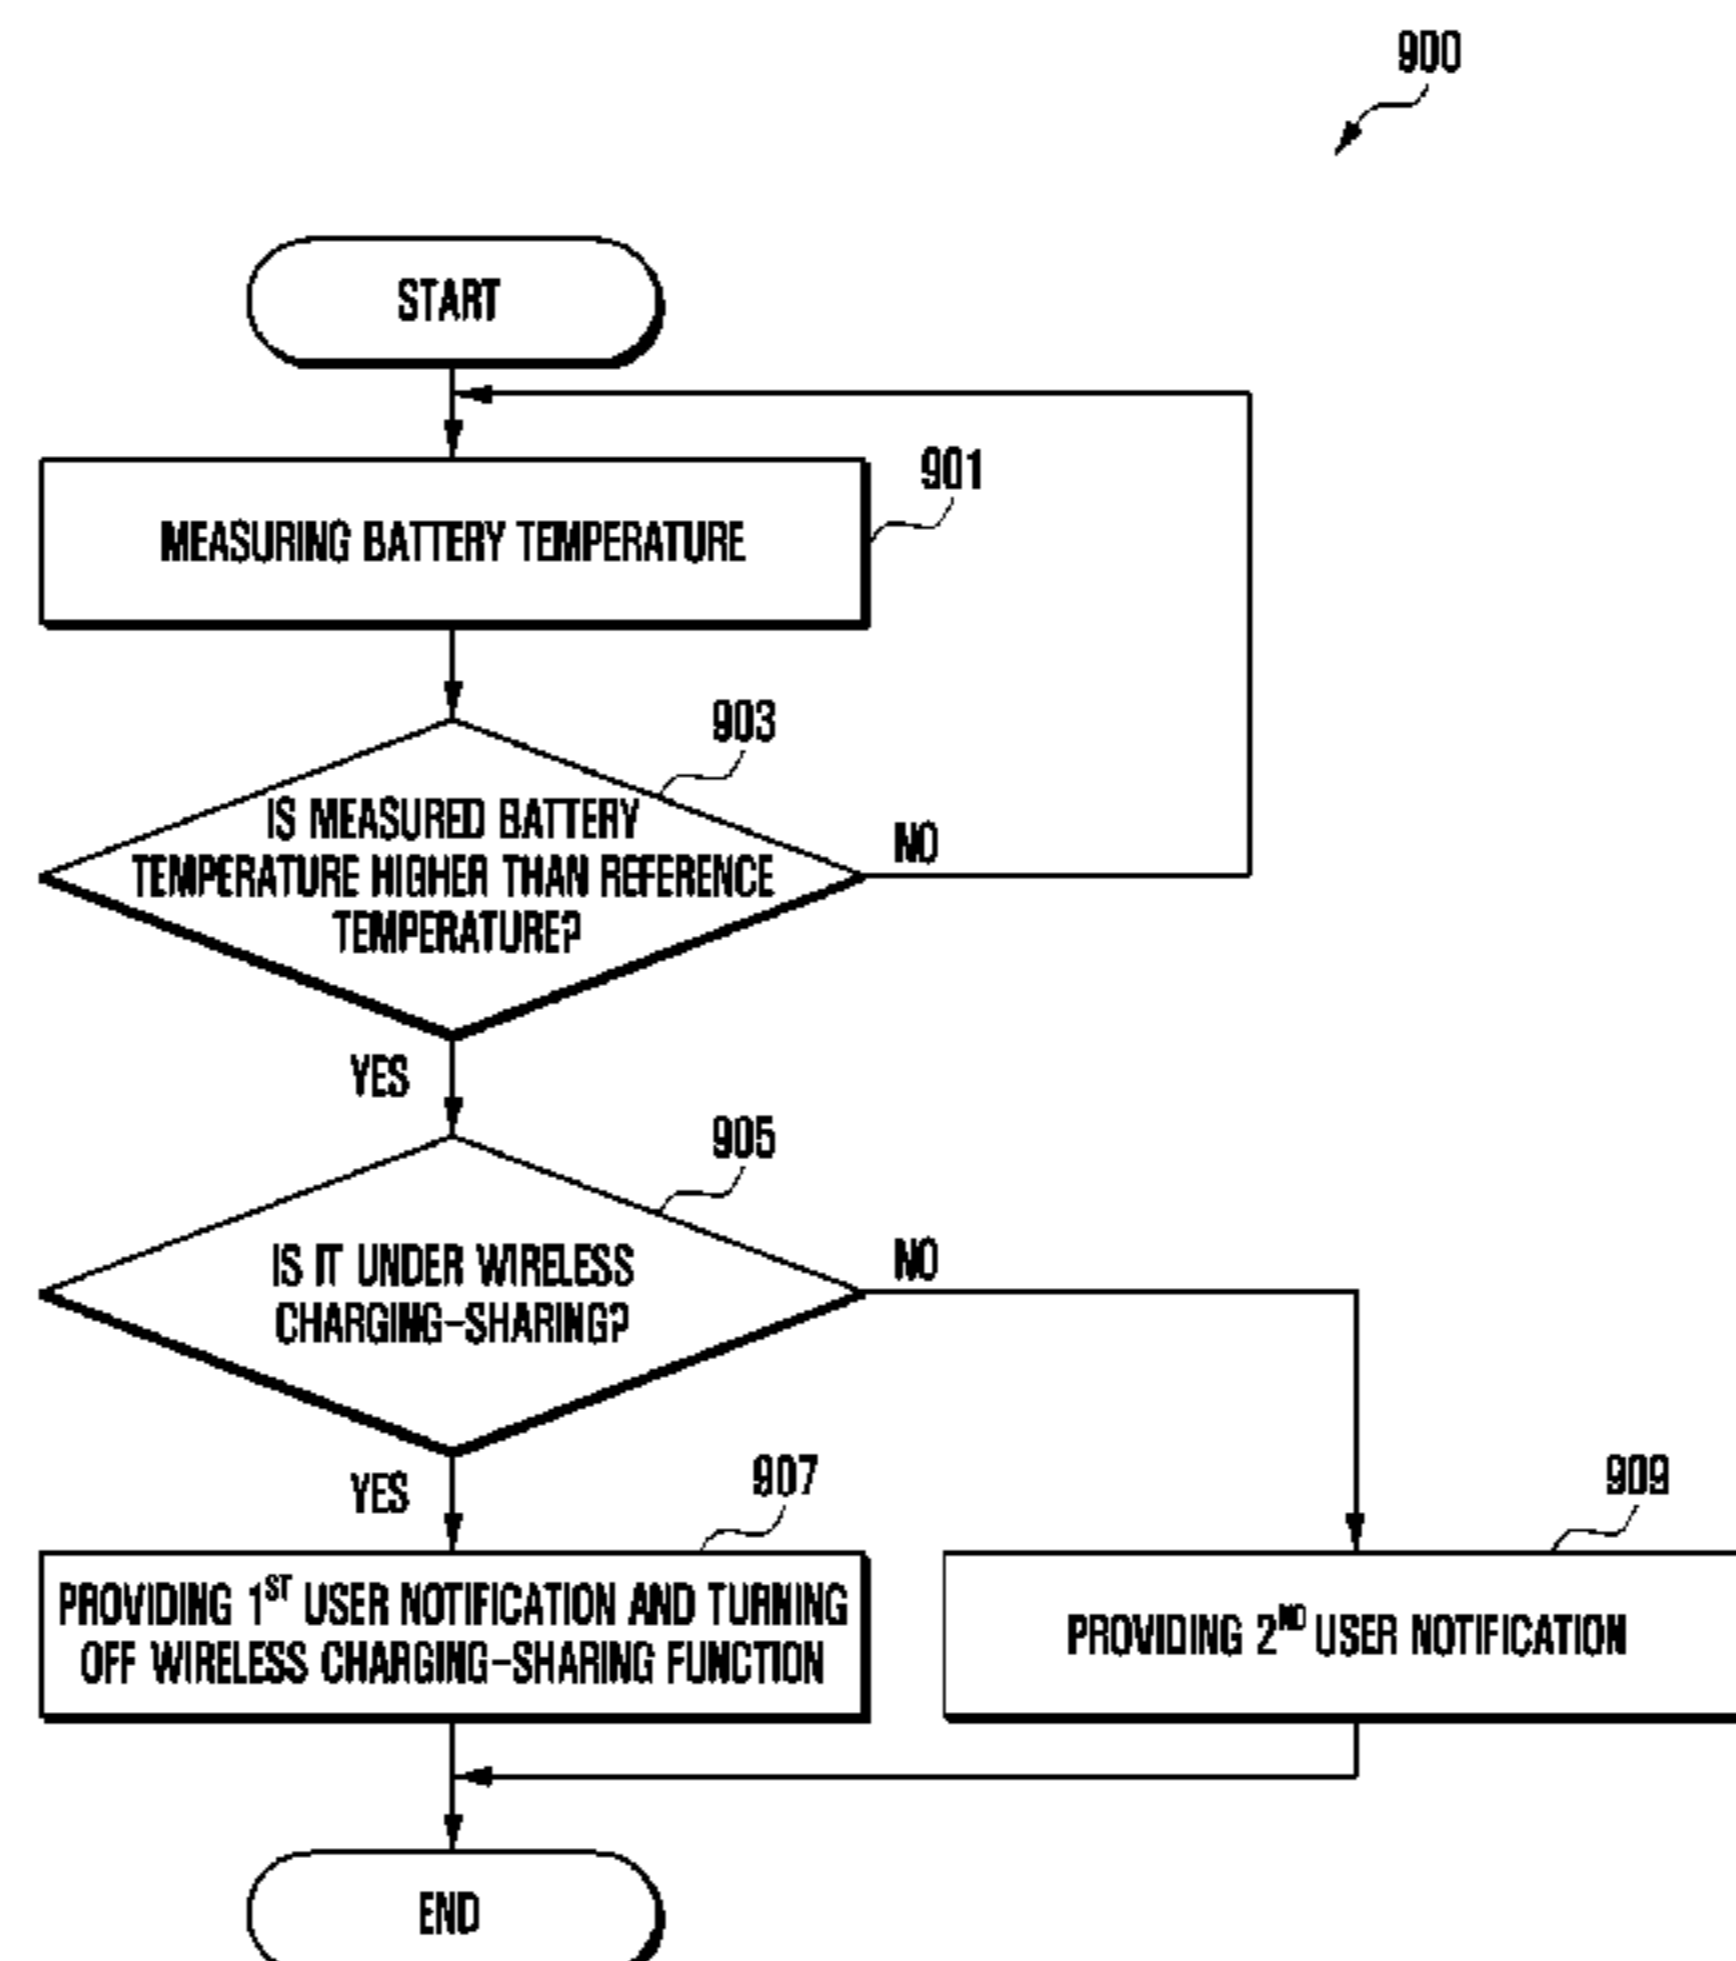 900
START
901
MEASURING BATTERY TEMPERATURE
903
IS MEASURED BATTERY
TEMPERATURE HIGHER THAN REFERENCE
TEMPERATURE?
NO
YES
905
IS IT UNDER WIRELESS
CHARGING-SHARING?
NO
YES
907
PROVIDING 1ST USER NOTIFICATION AND TURNING
OFF WIRELESS CHARGING-SHARING FUNCTION
909
PROVIDING 2ND USER NOTIFICATION
END